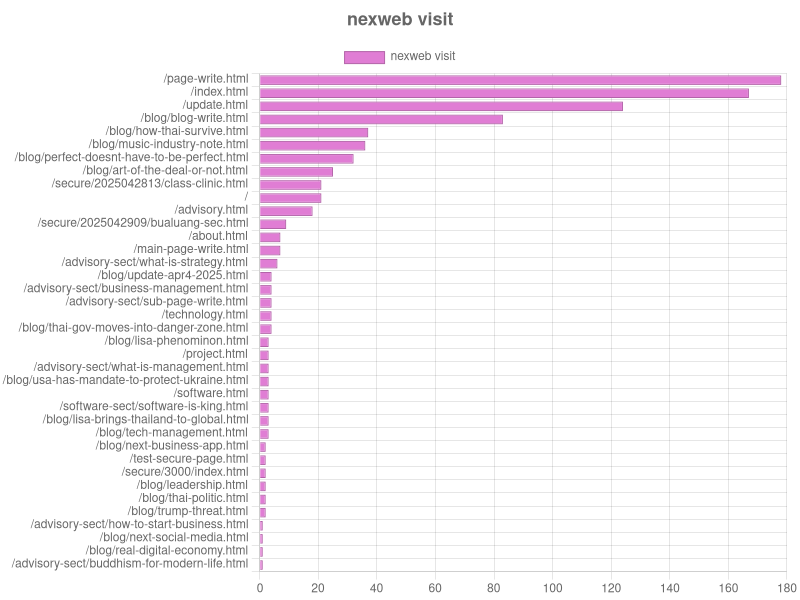 nexweb visit
nexweb visit
/page-write.html
/index.html
/update.html
/blog/blog-write.html
/blog/how-thai-survive.html
/blog/music-industry-note.html
/blog/perfect-doesnt-have-to-be-perfect.html
/blog/art-of-the-deal-or-not.html
/secure/2025042813/class-clinic.html
/
/advisory.html
/secure/2025042909/bualuang-sec.html
/about.html
/main-page-write.html
/advisory-sect/what-is-strategy.html
/blog/update-apr4-2025.html
/advisory-sect/business-management.html
/advisory-sect/sub-page-write.html
/technology.html
/blog/thai-gov-moves-into-danger-zone.html
/blog/lisa-phenominon.html
/project.html
/advisory-sect/what-is-management.html
/blog/usa-has-mandate-to-protect-ukraine.html
/software.html
/software-sect/software-is-king.html
/blog/lisa-brings-thailand-to-global.html
/blog/tech-management.html
/blog/next-business-app.html
/test-secure-page.html
/secure/3000/index.html
/blog/leadership.html
/blog/thai-politic.html
/blog/trump-threat.html
/advisory-sect/how-to-start-business.html
/blog/next-social-media.html
/blog/real-digital-economy.html
/advisory-sect/buddhism-for-modern-life.html
0 20 40 60 80 100 120 140 160 180